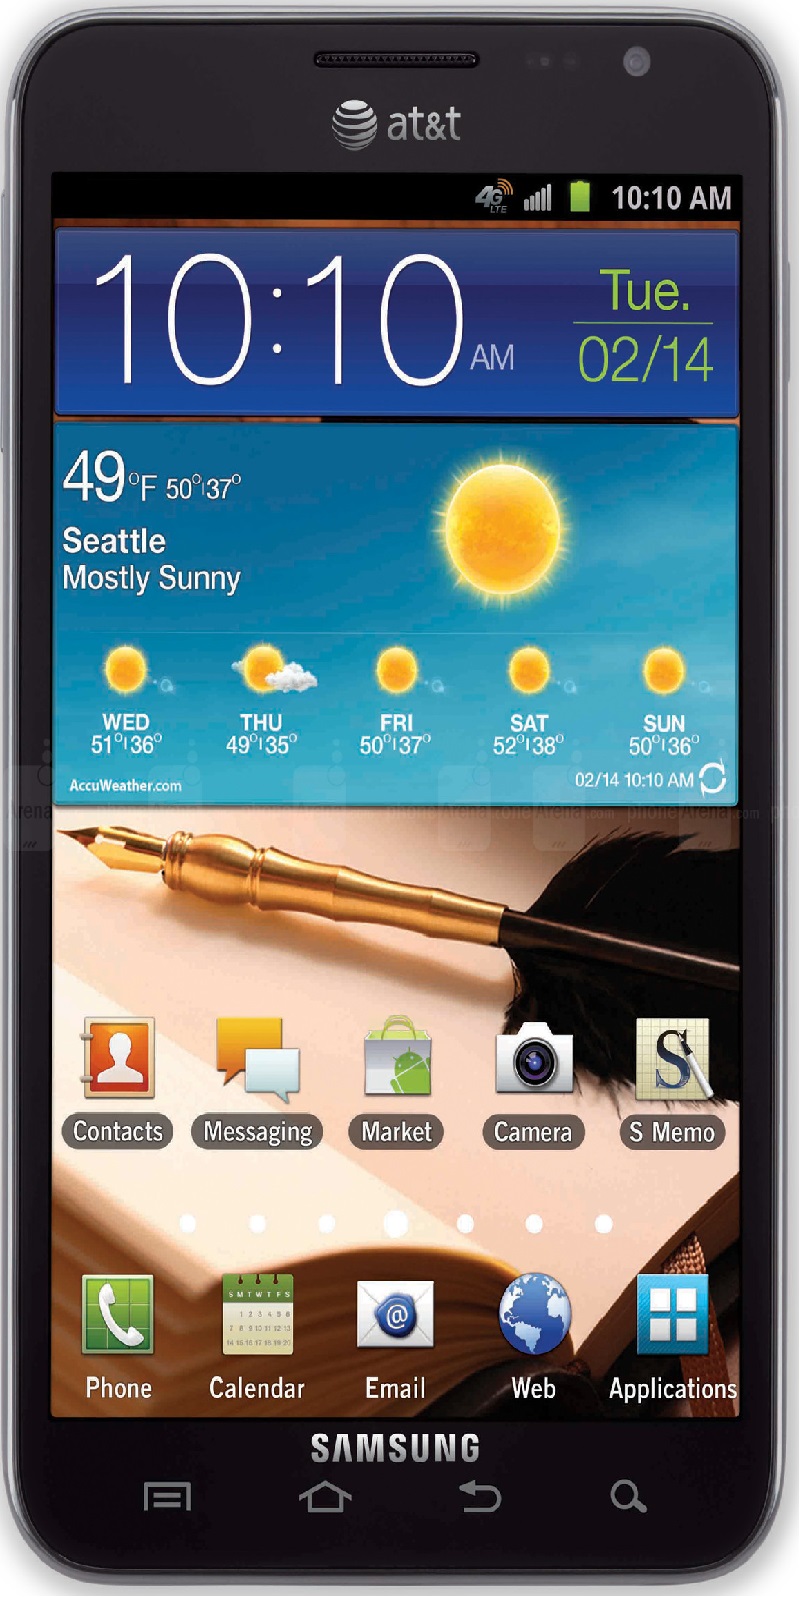 at&t
4G LTE 10:10 AM
10:10 AM
Tue.
02/14
49°F 50°|37°
Seattle
Mostly Sunny
WED THU FRI SAT SUN
51°|36° 49°|35° 50°|37° 52°|38° 50°|36°
AccuWeather.com 02/14 10:10 AM
phoneArena.com
Contacts Messaging Market Camera S Memo
S M T W T F S
Phone Calendar Email Web Applications
SAMSUNG